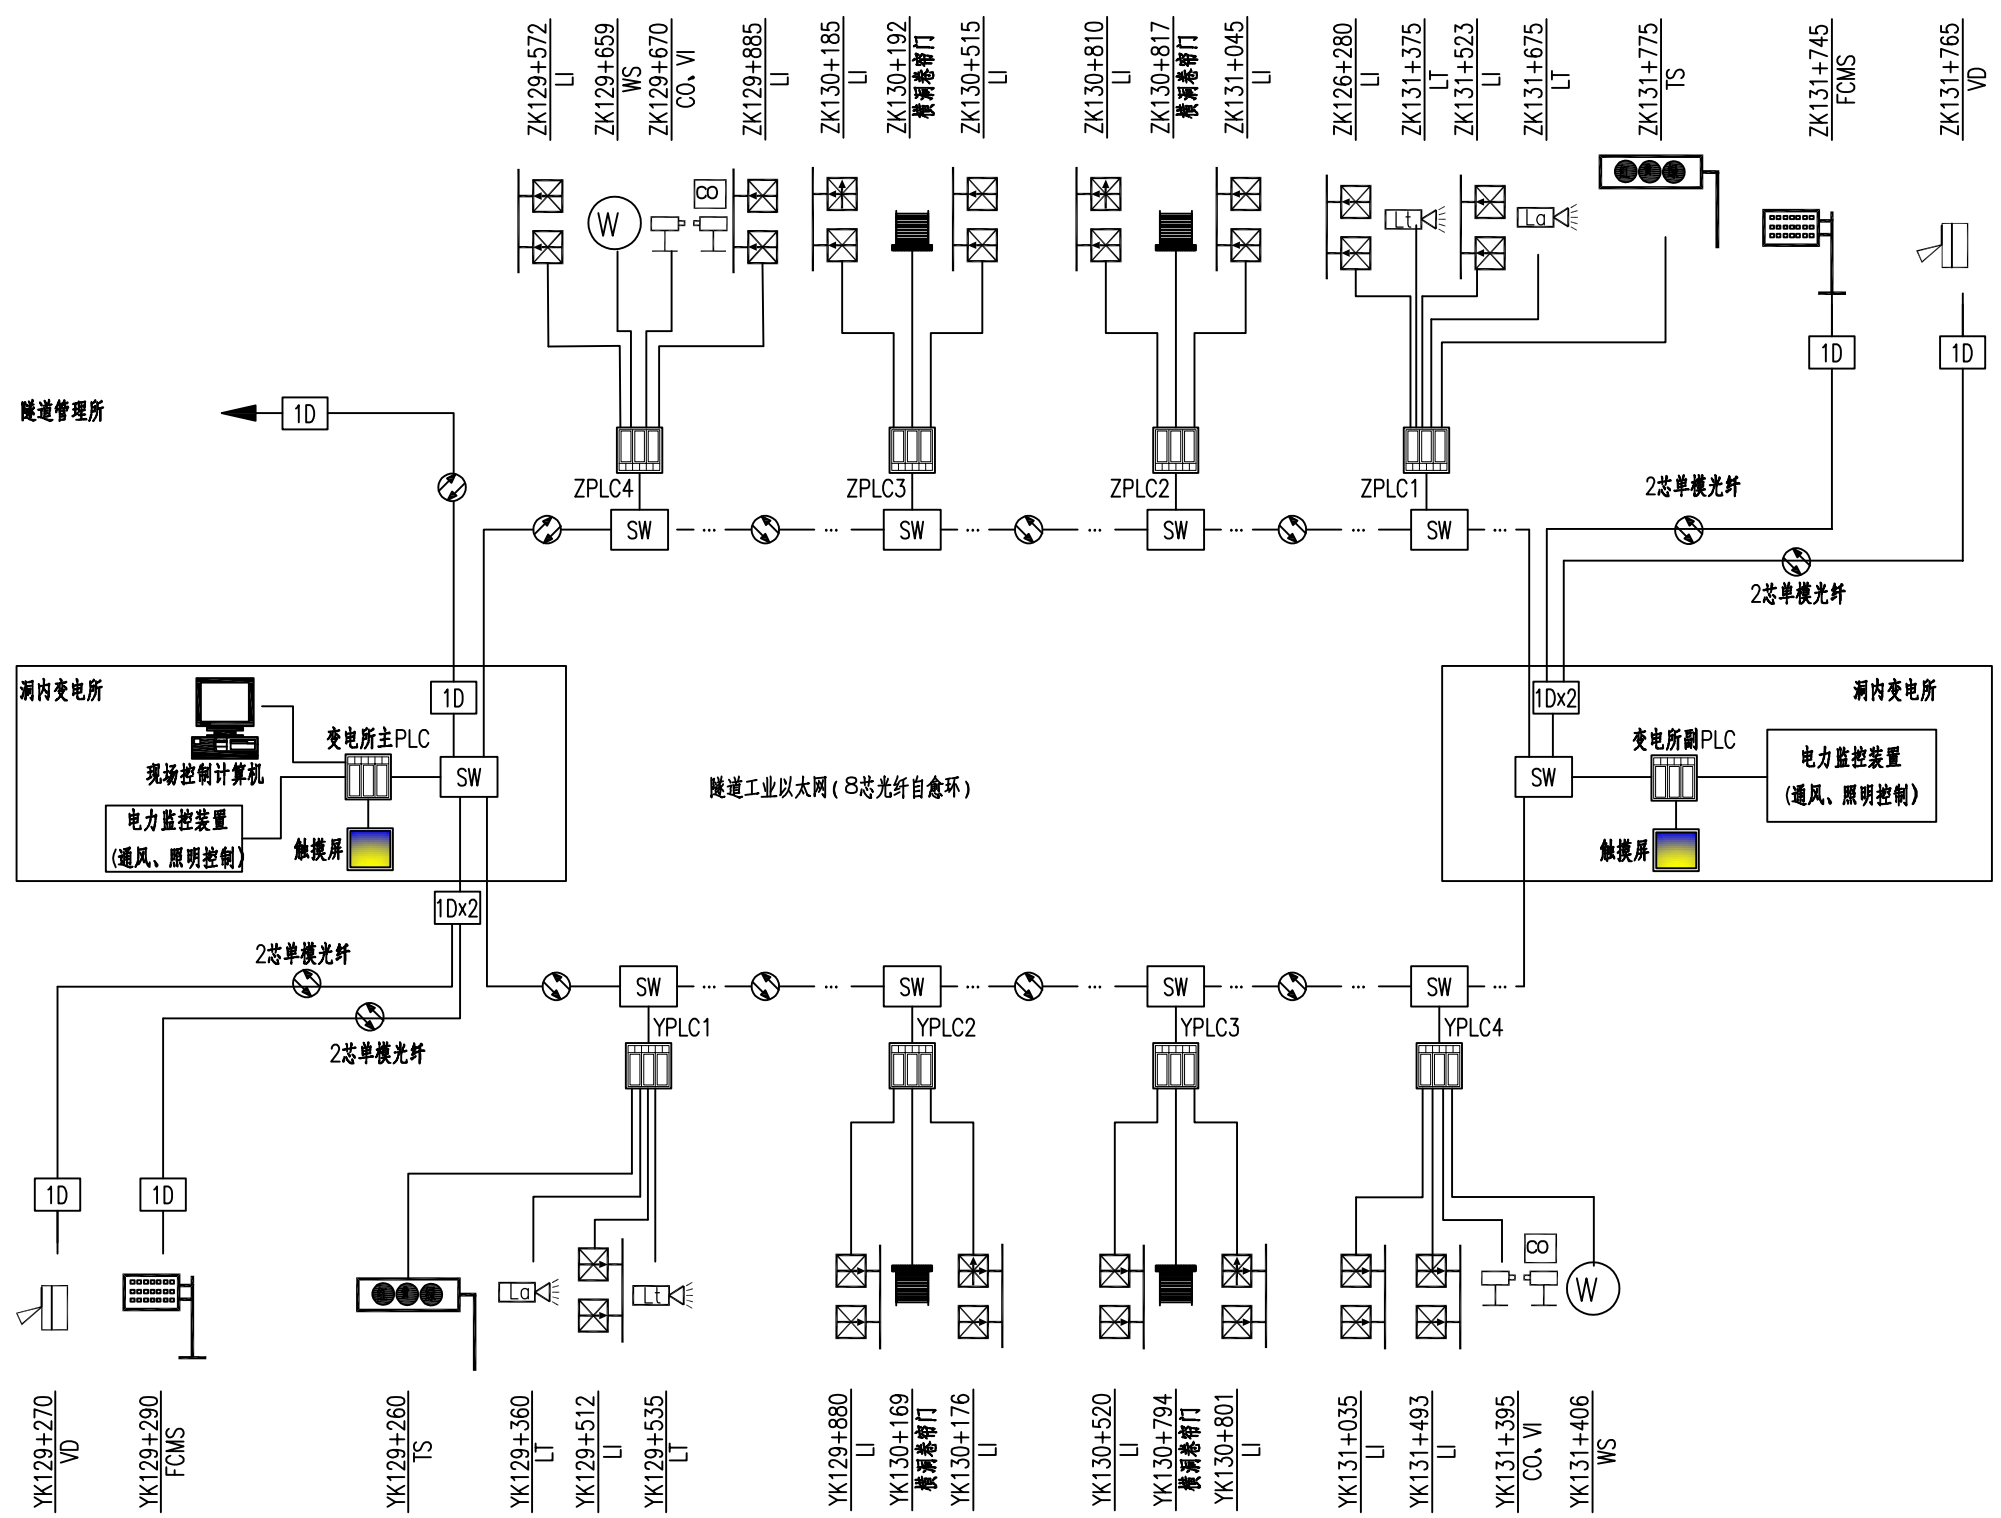 ZK129+572
LI
ZK129+659
WS
ZK129+670
CO、VI
ZK129+885
LI
ZK130+185
LI
ZK130+192
横洞卷帘门
ZK130+515
LI
ZK130+810
LI
ZK130+817
横洞卷帘门
ZK131+045
LI
ZK126+280
LI
ZK131+375
LT
ZK131+523
LI
ZK131+675
LT
ZK131+775
TS
ZK131+745
FCMS
ZK131+765
VD
W
CO
Lt
La
1D
1D
隧道管理所
1D
ZPLC4
ZPLC3
ZPLC2
ZPLC1
2芯单模光纤
SW
...
...
SW
...
...
SW
...
...
SW
...
2芯单模光纤
洞内变电所
1D
变电所主PLC
现场控制计算机
SW
电力监控装置
(通风、照明控制)
触摸屏
隧道工业以太网(8芯光纤自愈环)
1Dx2
洞内变电所
变电所副PLC
SW
电力监控装置
(通风、照明控制)
触摸屏
1Dx2
2芯单模光纤
2芯单模光纤
SW
...
...
SW
...
...
SW
...
...
SW
...
YPLC1
YPLC2
YPLC3
YPLC4
1D
1D
La
Lt
CO
W
YK129+270
VD
YK129+290
FCMS
YK129+260
TS
YK129+360
LT
YK129+512
LI
YK129+535
LT
YK129+880
LI
YK130+169
横洞卷帘门
YK130+176
LI
YK130+520
LI
YK130+794
横洞卷帘门
YK130+801
LI
YK131+035
LI
YK131+493
LI
YK131+395
CO、VI
YK131+406
WS